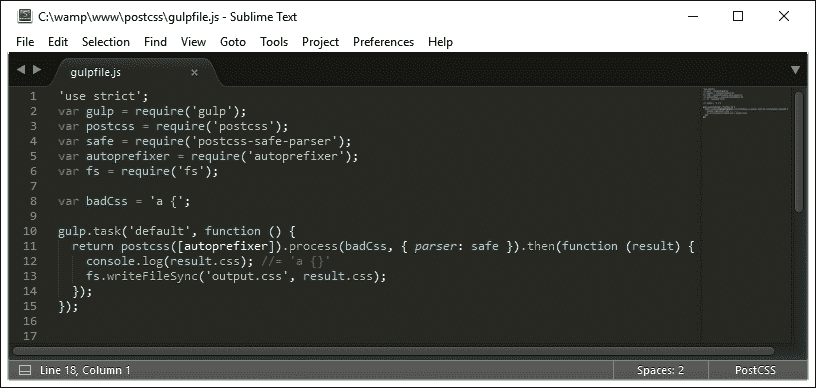 C:\wamp\www\postcss\gulpfile.js - Sublime Text
File Edit Selection Find View Goto Tools Project Preferences Help
gulpfile.js ×
1 'use strict';
2 var gulp = require('gulp');
3 var postcss = require('postcss');
4 var safe = require('postcss-safe-parser');
5 var autoprefixer = require('autoprefixer');
6 var fs = require('fs');
7
8 var badCss = 'a {';
9
10 gulp.task('default', function () {
11   return postcss([autoprefixer]).process(badCss, { parser: safe }).then(function (result) {
12     console.log(result.css); //= 'a {}'
13     fs.writeFileSync('output.css', result.css);
14   });
15 });
16
17
Line 18, Column 1 Spaces: 2 PostCSS